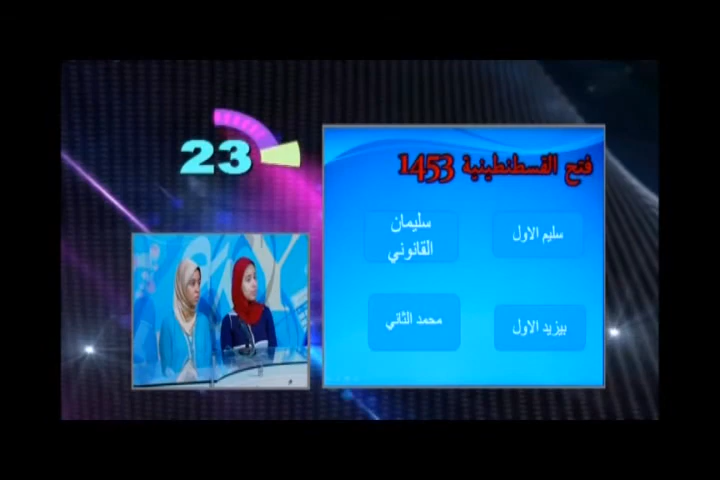 23
فتح القسطنطينية 1453
سليم الاول
سليمان
القانوني
بيزيد الاول
محمد الثاني